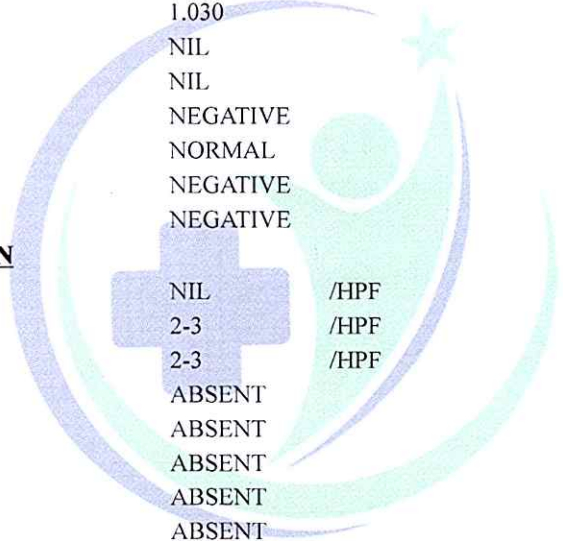 1.030
NIL
NIL
NEGATIVE
NORMAL
NEGATIVE
NEGATIVE
N
NIL /HPF
2-3 /HPF
2-3 /HPF
ABSENT
ABSENT
ABSENT
ABSENT
ABSENT